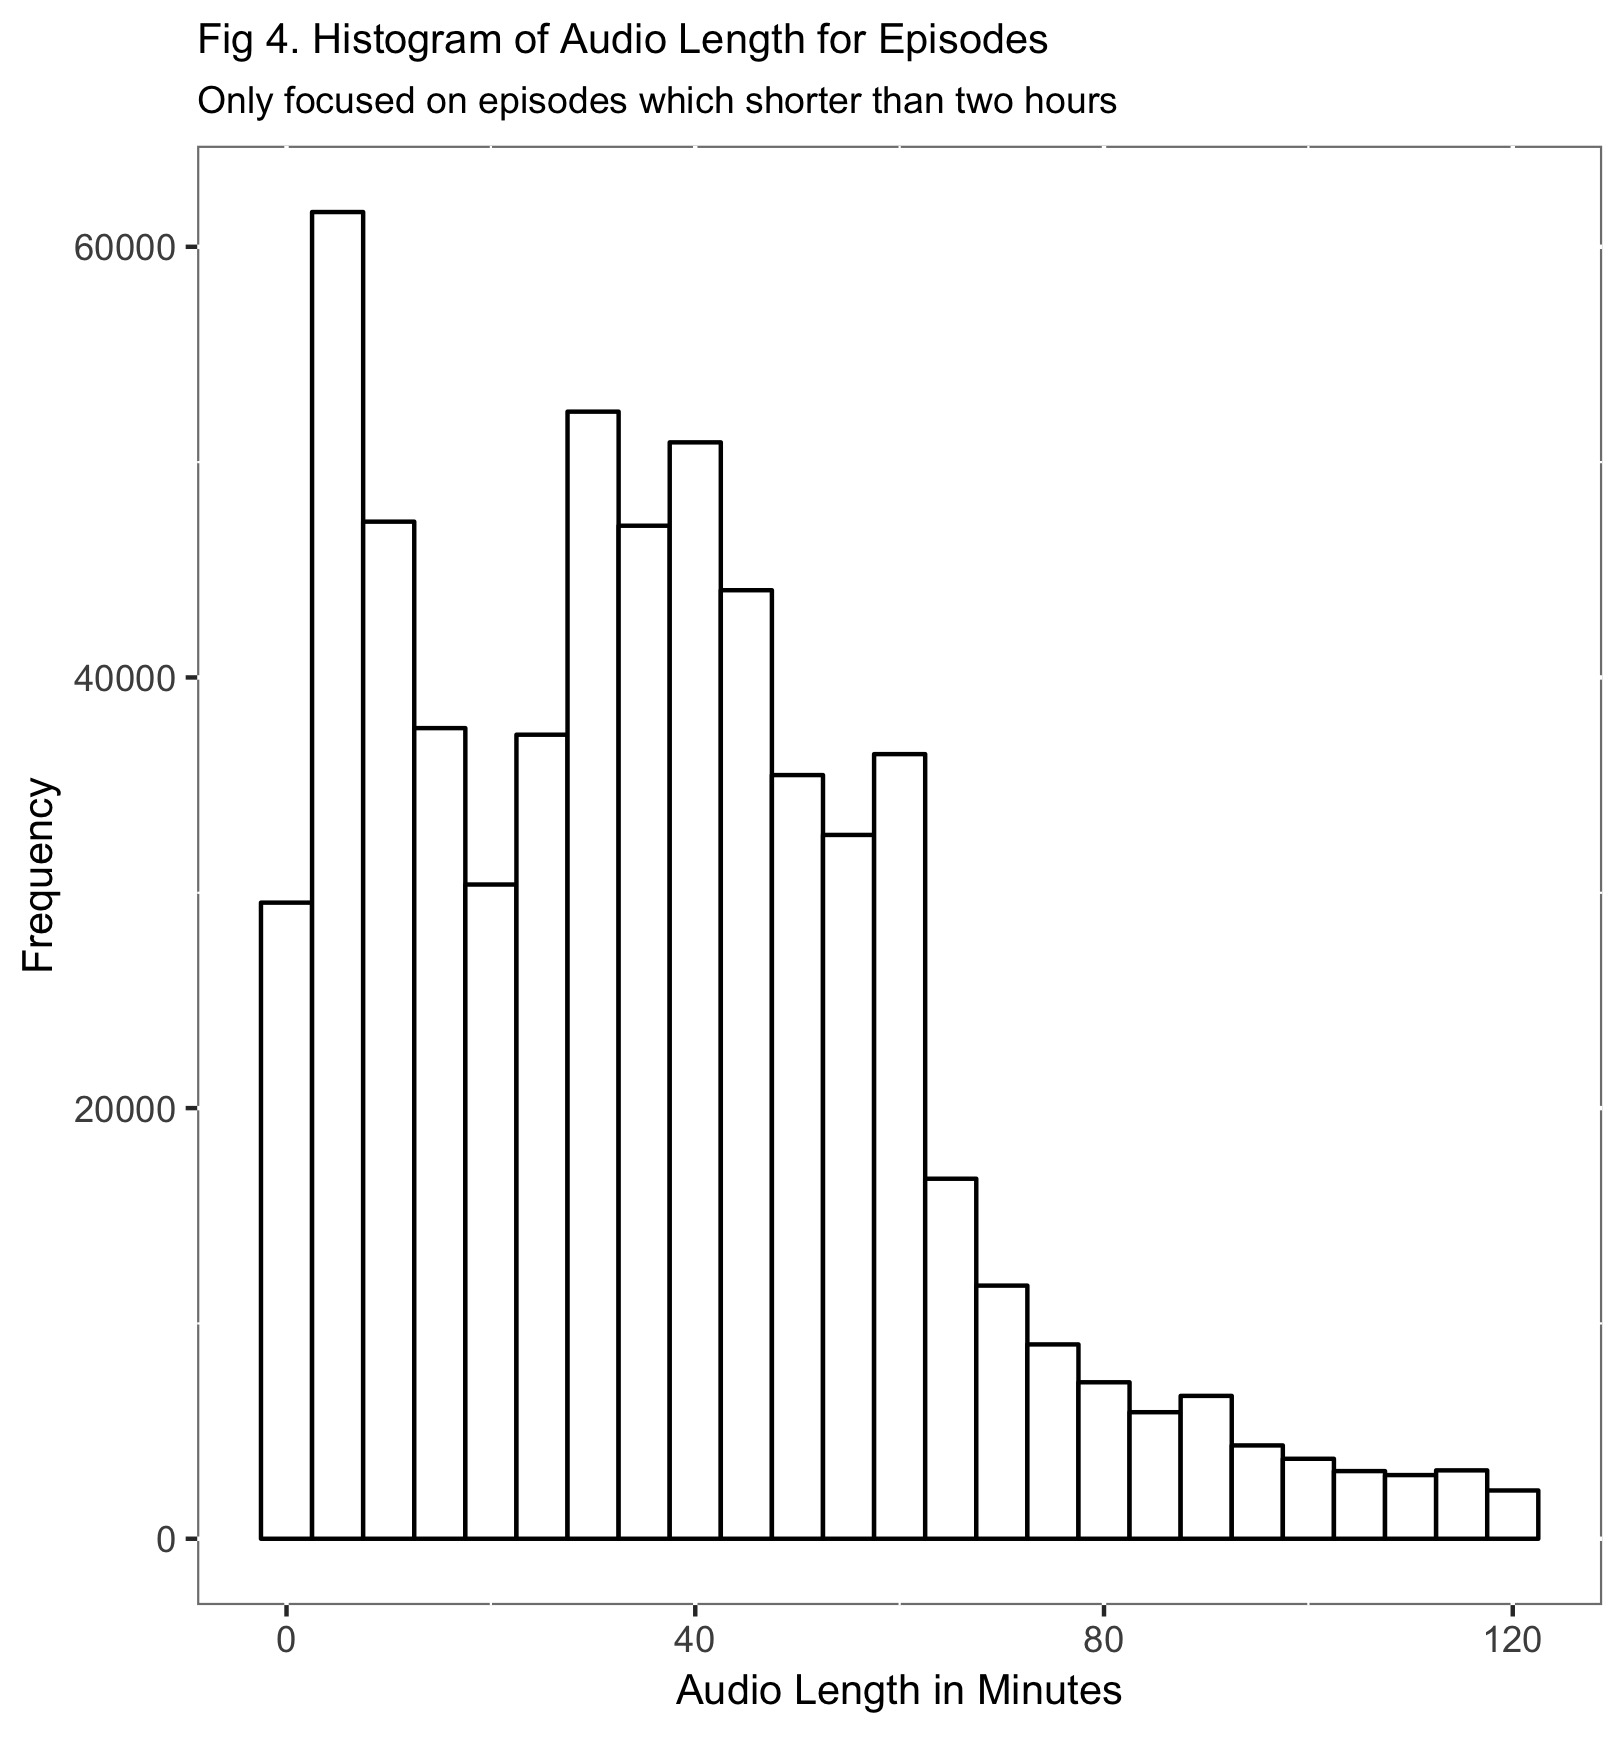 Fig 4. Histogram of Audio Length for Episodes
Only focused on episodes which shorter than two hours
60000
40000
20000
0
Frequency
0 40 80 120
Audio Length in Minutes